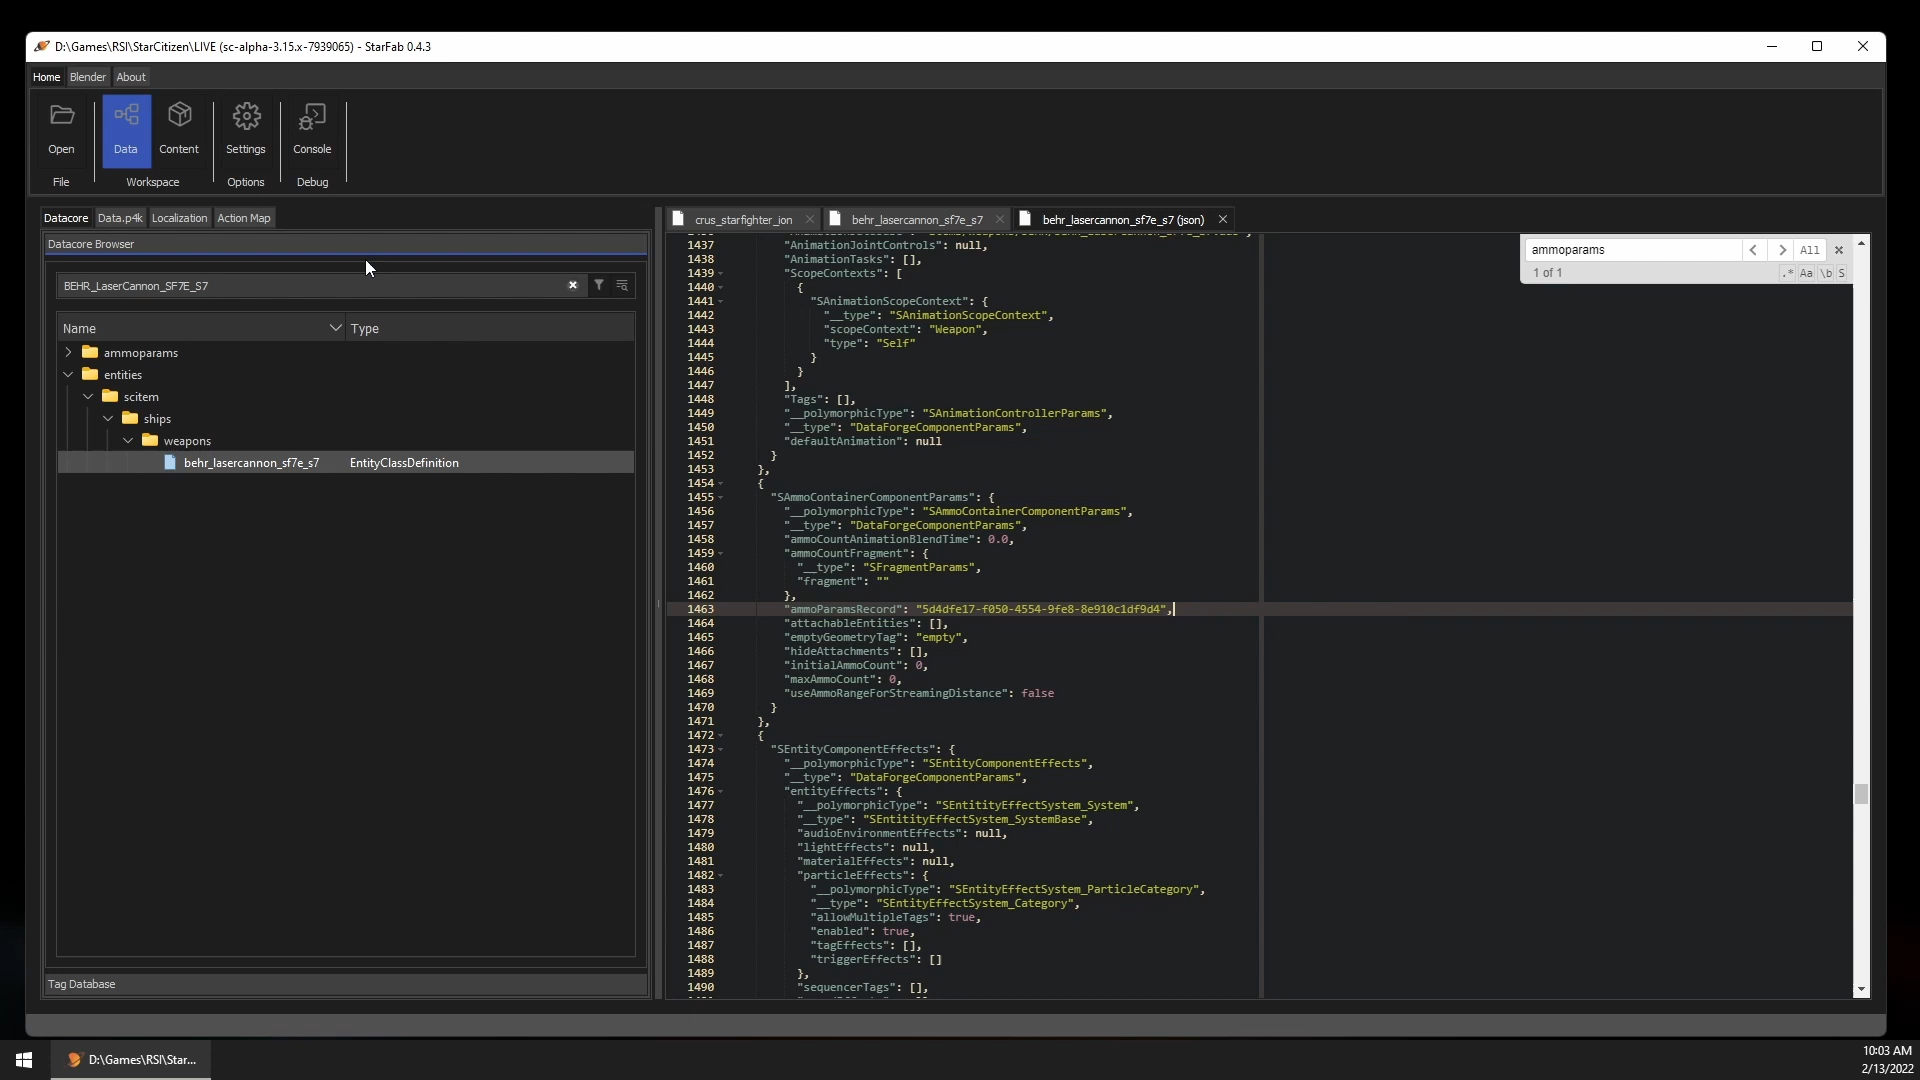 D:\Games\RSI\StarCitizen\LIVE (sc-alpha-3.15.x-7939065) - StarFab 0.4.3
Home Blender About
Open Data Content Settings Console
File Workspace Options Debug
Datacore Data.p4k Localization Action Map
Datacore Browser
BEHR_LaserCannon_SF7E_S7
Name Type
ammoparams
entities
scitem
ships
weapons
behr_lasercannon_sf7e_s7 EntityClassDefinition
Tag Database
crus_starfighter_ion behr_lasercannon_sf7e_s7 behr_lasercannon_sf7e_s7 (json)
ammoparams All
1 of 1 .* Aa \b S
1437 "AnimationJointControls": null,
1438 "AnimationTasks": [],
1439 "ScopeContexts": [
1440 {
1441 "SAnimationScopeContext": {
1442 "__type": "SAnimationScopeContext",
1443 "scopeContext": "Weapon",
1444 "type": "Self"
1445 }
1446 }
1447 ],
1448 "Tags": [],
1449 "__polymorphicType": "SAnimationControllerParams",
1450 "__type": "DataForgeComponentParams",
1451 "defaultAnimation": null
1452 }
1453 },
1454 {
1455 "SAmmoContainerComponentParams": {
1456 "__polymorphicType": "SAmmoContainerComponentParams",
1457 "__type": "DataForgeComponentParams",
1458 "ammoCountAnimationBlendTime": 0.0,
1459 "ammoCountFragment": {
1460 "__type": "SFragmentParams",
1461 "fragment": ""
1462 },
1463 "ammoParamsRecord": "5d4dfe17-f050-4554-9fe8-8e910c1df9d4",
1464 "attachableEntities": [],
1465 "emptyGeometryTag": "empty",
1466 "hideAttachments": [],
1467 "initialAmmoCount": 0,
1468 "maxAmmoCount": 0,
1469 "useAmmoRangeForStreamingDistance": false
1470 }
1471 },
1472 {
1473 "SEntityComponentEffects": {
1474 "__polymorphicType": "SEntityComponentEffects",
1475 "__type": "DataForgeComponentParams",
1476 "entityEffects": {
1477 "__polymorphicType": "SEntitityEffectSystem_System",
1478 "__type": "SEntitityEffectSystem_SystemBase",
1479 "audioEnvironmentEffects": null,
1480 "lightEffects": null,
1481 "materialEffects": null,
1482 "particleEffects": {
1483 "__polymorphicType": "SEntityEffectSystem_ParticleCategory",
1484 "__type": "SEntityEffectSystem_Category",
1485 "allowMultipleTags": true,
1486 "enabled": true,
1487 "tagEffects": [],
1488 "triggerEffects": []
1489 },
1490 "sequencerTags": [],
D:\Games\RSI\Star...
10:03 AM
2/13/2022